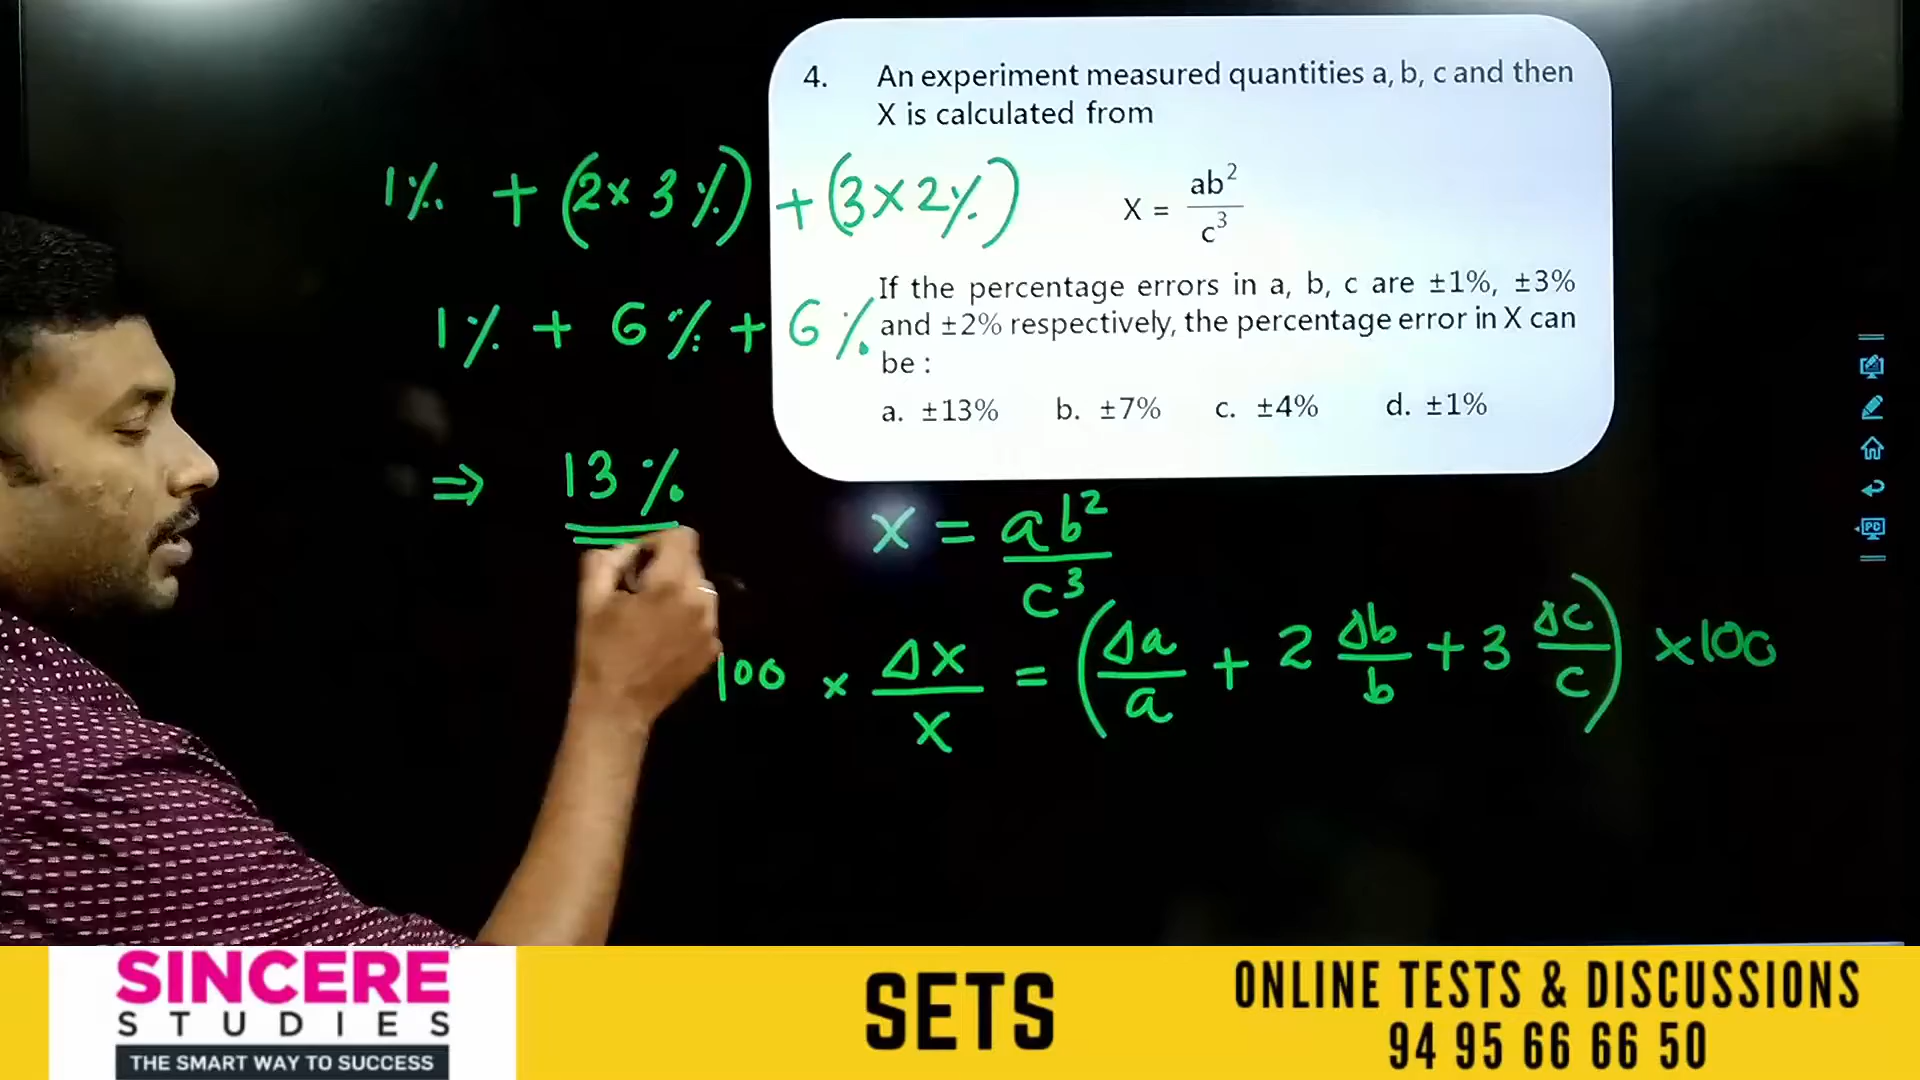 4. An experiment measured quantities a, b, c and then
X is calculated from
X = ab²/c³
If the percentage errors in a, b, c are ±1%, ±3%
and ±2% respectively, the percentage error in X can
be :
a. ±13% b. ±7% c. ±4% d. ±1%
1% + (2 x 3%) + (3 x 2%)
1% + 6% + 6%
⇒ 13%
x = ab²/c³
100 × Δx/x = (Δa/a + 2 Δb/b + 3 Δc/c) ×100
PC
SINCERE
STUDIES
THE SMART WAY TO SUCCESS
SETS
ONLINE TESTS & DISCUSSIONS
94 95 66 66 50